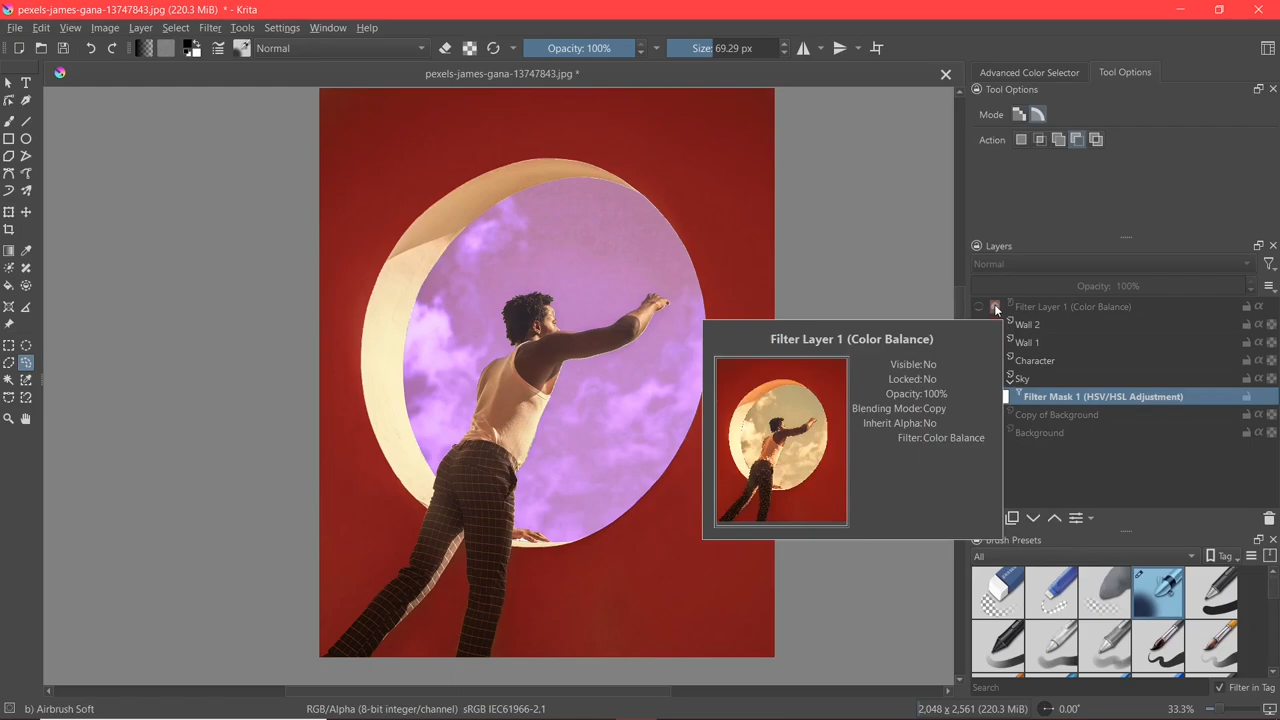 pexels-james-gana-13747843.jpg (220.3 MiB) * - Krita
File Edit View Image Layer Select Filter Tools Settings Window Help
Normal
Opacity: 100%
Size: 69.29 px
pexels-james-gana-13747843.jpg *
Advanced Color Selector
Tool Options
Tool Options
Mode
Action
Layers
Normal
Opacity: 100%
Filter Layer 1 (Color Balance)
Wall 2
Wall 1
Character
Sky
Filter Mask 1 (HSV/HSL Adjustment)
Copy of Background
Background
Filter Layer 1 (Color Balance)
Visible: No
Locked: No
Opacity: 100%
Blending Mode: Copy
Inherit Alpha: No
Filter: Color Balance
Brush Presets
All
Tag
Search
Filter in Tag
b) Airbrush Soft
RGB/Alpha (8-bit integer/channel) sRGB IEC61966-2.1
2,048 x 2,561 (220.3 MiB)
0.00°
33.3%